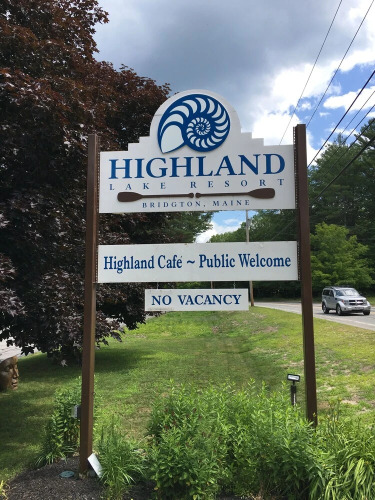 HIGHLAND
LAKE RESORT
BRIDGTON, MAINE
Highland Café ~ Public Welcome
NO VACANCY